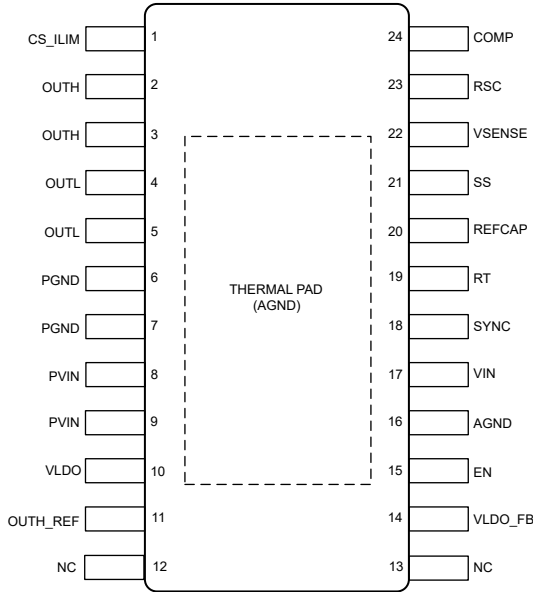 CS_ILIM 1 24 COMP
OUTH 2 23 RSC
OUTH 3 22 VSENSE
OUTL 4 21 SS
OUTL 5 20 REFCAP
PGND 6 19 RT
THERMAL PAD
(AGND)
PGND 7 18 SYNC
PVIN 8 17 VIN
PVIN 9 16 AGND
VLDO 10 15 EN
OUTH_REF 11 14 VLDO_FB
NC 12 13 NC